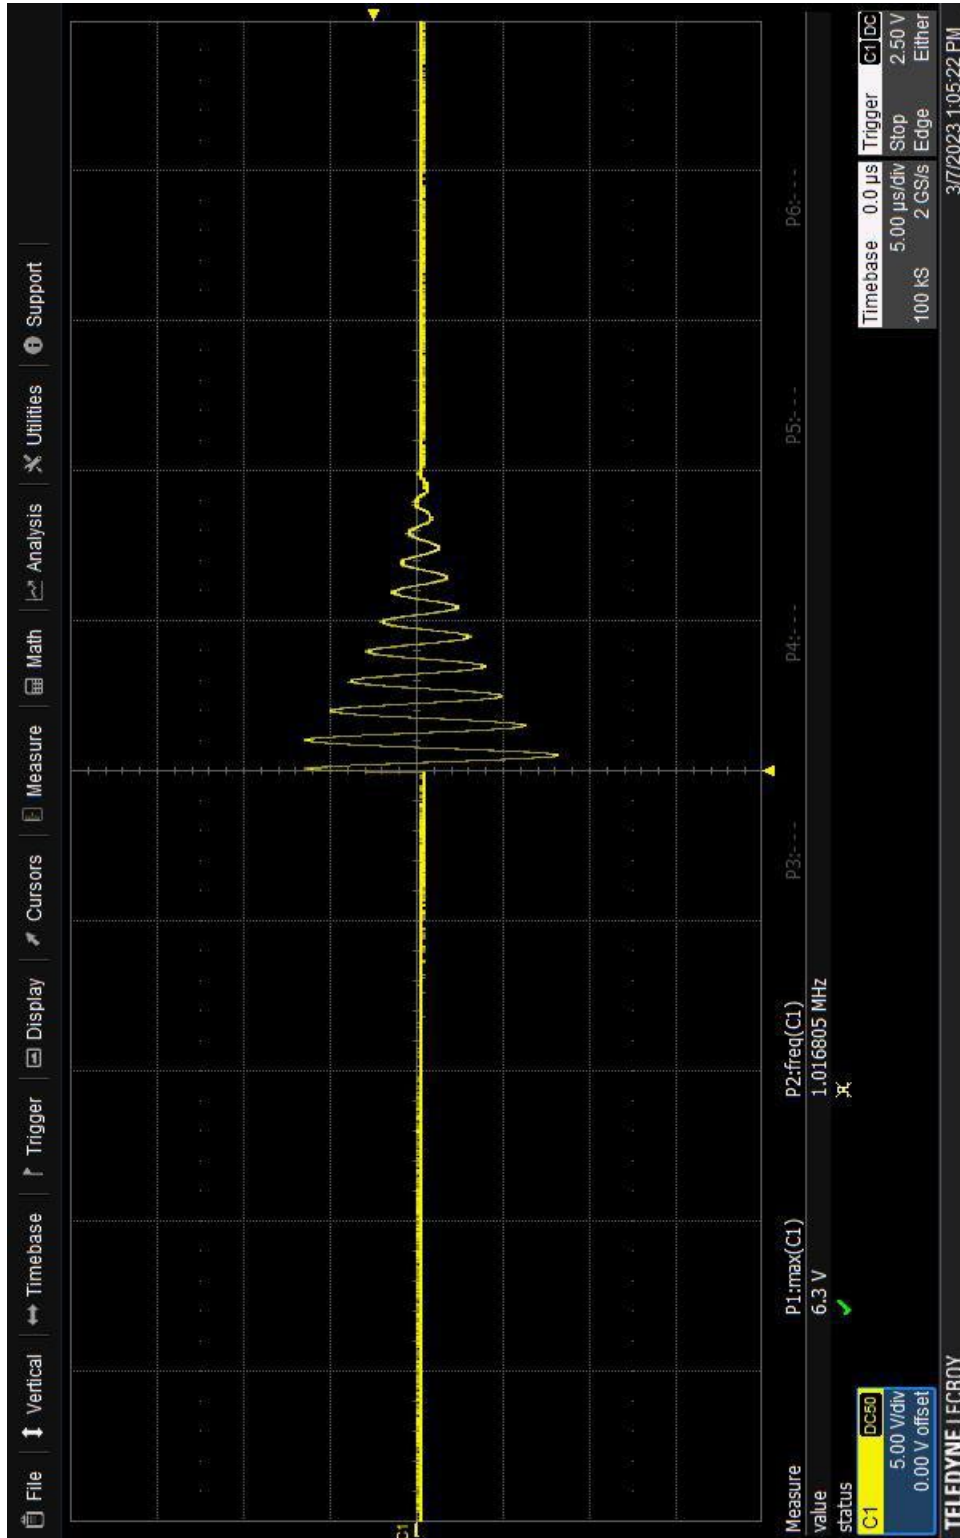 File
Vertical
Timebase
Trigger
Display
Cursors
Measure
Math
Analysis
Utilities
Support
C1
Measure P1:max(C1) P2:freq(C1) P3:--- P4:--- P5:--- P6:---
value 6.3 V 1.016805 MHz
status
C1 DC50
5.00 V/div
0.00 V offset
Timebase 0.0 µs
5.00 µs/div
100 kS 2 GS/s
Trigger C1 DC
Stop 2.50 V
Edge Either
TELEDYNE LECROY
3/7/2023 1:05:22 PM